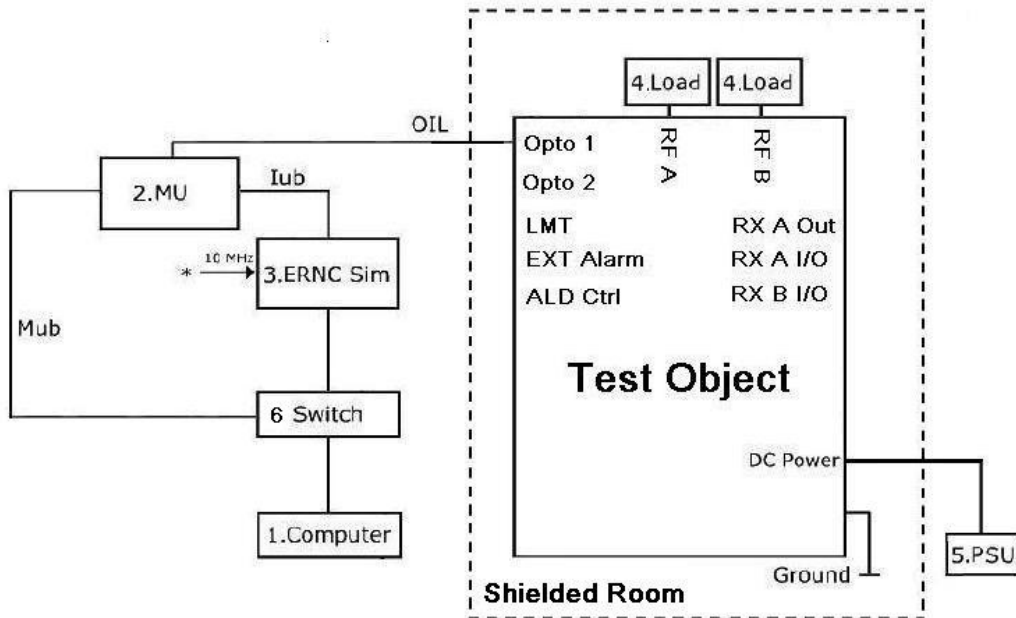 4.Load
4.Load
OIL
Opto 1
RF A
RF B
Opto 2
2.MU
Iub
LMT
RX A Out
* 10 MHz
3.ERNC Sim
EXT Alarm
RX A I/O
ALD Ctrl
RX B I/O
Mub
Test Object
6 Switch
DC Power
1.Computer
5.PSU
Ground
Shielded Room